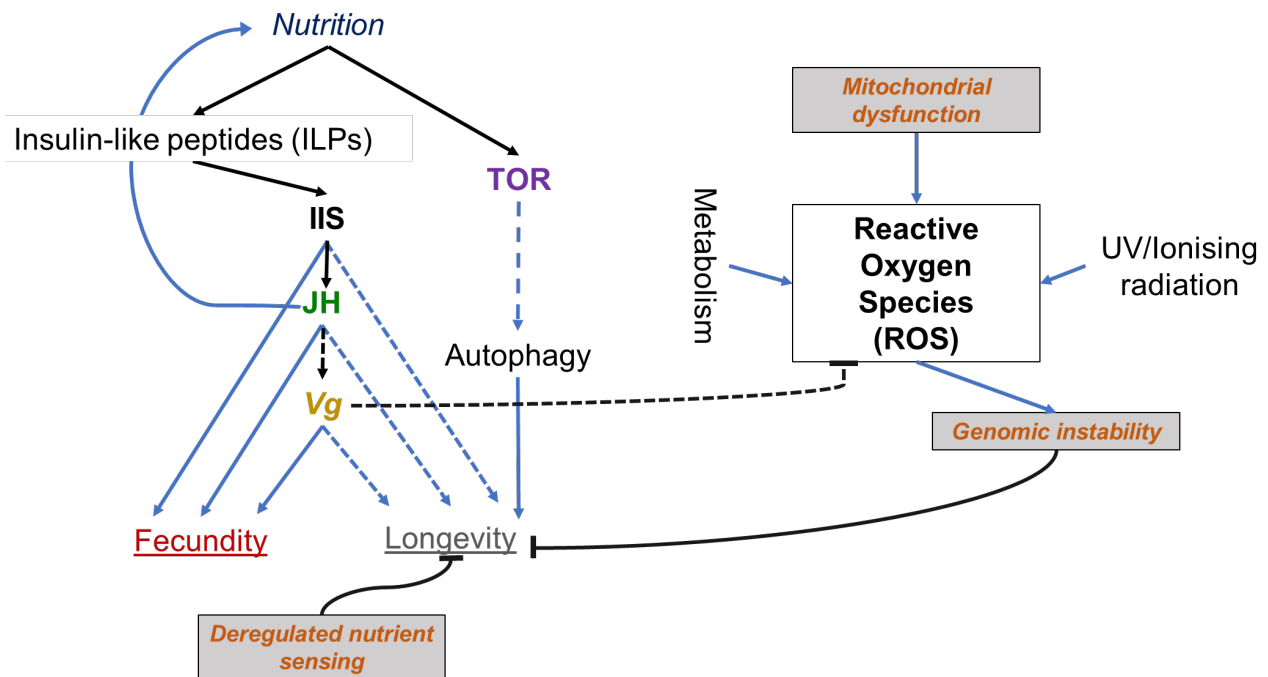 Nutrition
Insulin-like peptides (ILPs)
TOR
IIS
JH
Autophagy
Vg
Fecundity
Longevity
Deregulated nutrient
sensing
Mitochondrial
dysfunction
Metabolism
Reactive
Oxygen
Species
(ROS)
UV/Ionising
radiation
Genomic instability